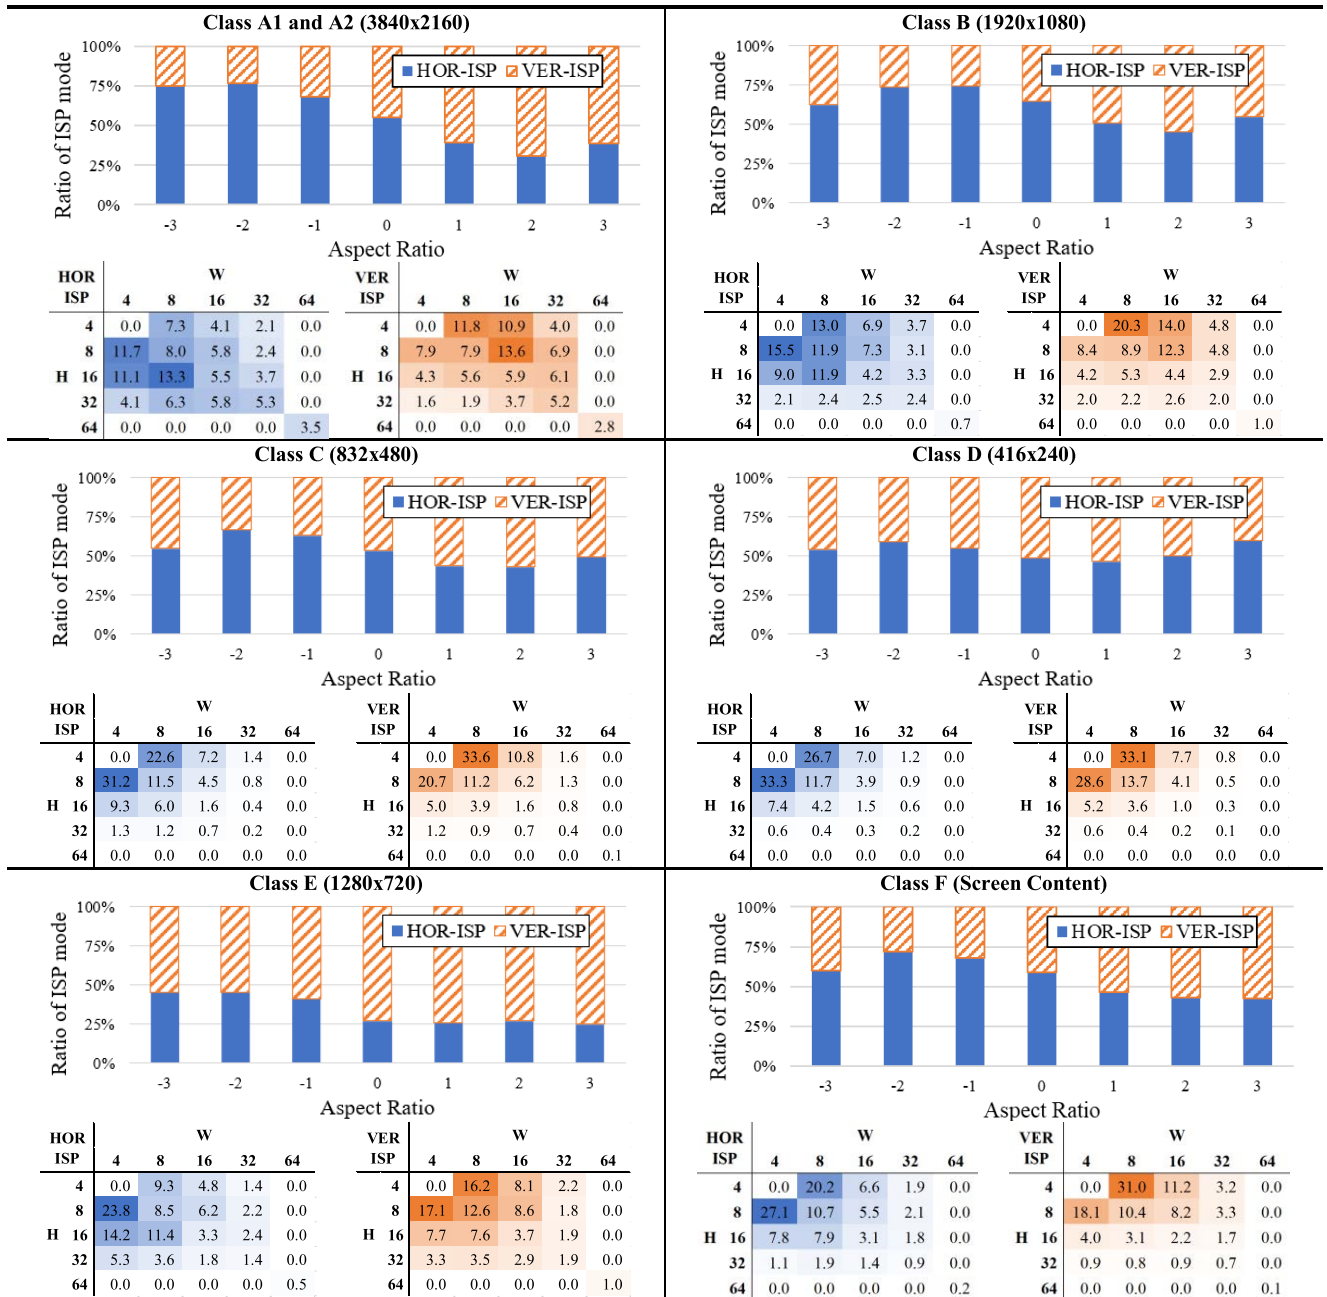 Class A1 and A2 (3840x2160)
100%
75%
50%
25%
0%
Ratio of ISP mode
HOR-ISP VER-ISP
-3 -2 -1 0 1 2 3
Aspect Ratio
HOR ISP W
4 8 16 32 64
4 0.0 7.3 4.1 2.1 0.0
8 11.7 8.0 5.8 2.4 0.0
H 16 11.1 13.3 5.5 3.7 0.0
32 4.1 6.3 5.8 5.3 0.0
64 0.0 0.0 0.0 0.0 3.5
VER ISP W
4 8 16 32 64
4 0.0 11.8 10.9 4.0 0.0
8 7.9 7.9 13.6 6.9 0.0
H 16 4.3 5.6 5.9 6.1 0.0
32 1.6 1.9 3.7 5.2 0.0
64 0.0 0.0 0.0 0.0 2.8
Class B (1920x1080)
100%
75%
50%
25%
0%
Ratio of ISP mode
HOR-ISP VER-ISP
-3 -2 -1 0 1 2 3
Aspect Ratio
HOR ISP W
4 8 16 32 64
4 0.0 13.0 6.9 3.7 0.0
8 15.5 11.9 7.3 3.1 0.0
H 16 9.0 11.9 4.2 3.3 0.0
32 2.1 2.4 2.5 2.4 0.0
64 0.0 0.0 0.0 0.0 0.7
VER ISP W
4 8 16 32 64
4 0.0 20.3 14.0 4.8 0.0
8 8.4 8.9 12.3 4.8 0.0
H 16 4.2 5.3 4.4 2.9 0.0
32 2.0 2.2 2.6 2.0 0.0
64 0.0 0.0 0.0 0.0 1.0
Class C (832x480)
100%
75%
50%
25%
0%
Ratio of ISP mode
HOR-ISP VER-ISP
-3 -2 -1 0 1 2 3
Aspect Ratio
HOR ISP W
4 8 16 32 64
4 0.0 22.6 7.2 1.4 0.0
8 31.2 11.5 4.5 0.8 0.0
H 16 9.3 6.0 1.6 0.4 0.0
32 1.3 1.2 0.7 0.2 0.0
64 0.0 0.0 0.0 0.0 0.0
VER ISP W
4 8 16 32 64
4 0.0 33.6 10.8 1.6 0.0
8 20.7 11.2 6.2 1.3 0.0
H 16 5.0 3.9 1.6 0.8 0.0
32 1.2 0.9 0.7 0.4 0.0
64 0.0 0.0 0.0 0.0 0.1
Class D (416x240)
100%
75%
50%
25%
0%
Ratio of ISP mode
HOR-ISP VER-ISP
-3 -2 -1 0 1 2 3
Aspect Ratio
HOR ISP W
4 8 16 32 64
4 0.0 26.7 7.0 1.2 0.0
8 33.3 11.7 3.9 0.9 0.0
H 16 7.4 4.2 1.5 0.6 0.0
32 0.6 0.4 0.3 0.2 0.0
64 0.0 0.0 0.0 0.0 0.0
VER ISP W
4 8 16 32 64
4 0.0 33.1 7.7 0.8 0.0
8 28.6 13.7 4.1 0.5 0.0
H 16 5.2 3.6 1.0 0.3 0.0
32 0.6 0.4 0.2 0.1 0.0
64 0.0 0.0 0.0 0.0 0.0
Class E (1280x720)
100%
75%
50%
25%
0%
Ratio of ISP mode
HOR-ISP VER-ISP
-3 -2 -1 0 1 2 3
Aspect Ratio
HOR ISP W
4 8 16 32 64
4 0.0 9.3 4.8 1.4 0.0
8 23.8 8.5 6.2 2.2 0.0
H 16 14.2 11.4 3.3 2.4 0.0
32 5.3 3.6 1.8 1.4 0.0
64 0.0 0.0 0.0 0.0 0.5
VER ISP W
4 8 16 32 64
4 0.0 16.2 8.1 2.2 0.0
8 17.1 12.6 8.6 1.8 0.0
H 16 7.7 7.6 3.7 1.9 0.0
32 3.3 3.5 2.9 1.9 0.0
64 0.0 0.0 0.0 0.0 1.0
Class F (Screen Content)
100%
75%
50%
25%
0%
Ratio of ISP mode
HOR-ISP VER-ISP
-3 -2 -1 0 1 2 3
Aspect Ratio
HOR ISP W
4 8 16 32 64
4 0.0 20.2 6.6 1.9 0.0
8 27.1 10.7 5.5 2.1 0.0
H 16 7.8 7.9 3.1 1.8 0.0
32 1.1 1.9 1.4 0.9 0.0
64 0.0 0.0 0.0 0.0 0.2
VER ISP W
4 8 16 32 64
4 0.0 31.0 11.2 3.2 0.0
8 18.1 10.4 8.2 3.3 0.0
H 16 4.0 3.1 2.2 1.7 0.0
32 0.9 0.8 0.9 0.7 0.0
64 0.0 0.0 0.0 0.0 0.1